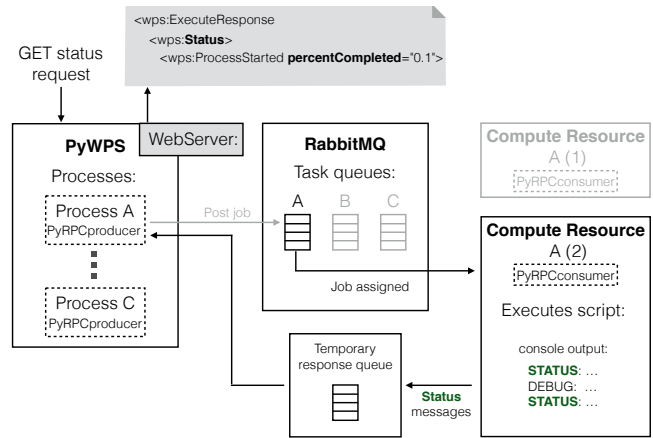 <wps:ExecuteResponse
<wps:Status>
<wps:ProcessStarted percentCompleted="0.1">
GET status
request
PyWPS
WebServer:
Processes:
Process A
PyRPCproducer
Process C
PyRPCproducer
Post job
RabbitMQ
Task queues:
A B C
Job assigned
Compute Resource
A (1)
PyRPCconsumer
Compute Resource
A (2)
PyRPCconsumer
Executes script:
console output:
STATUS: ...
DEBUG: ...
STATUS: ...
Temporary
response queue
Status
messages